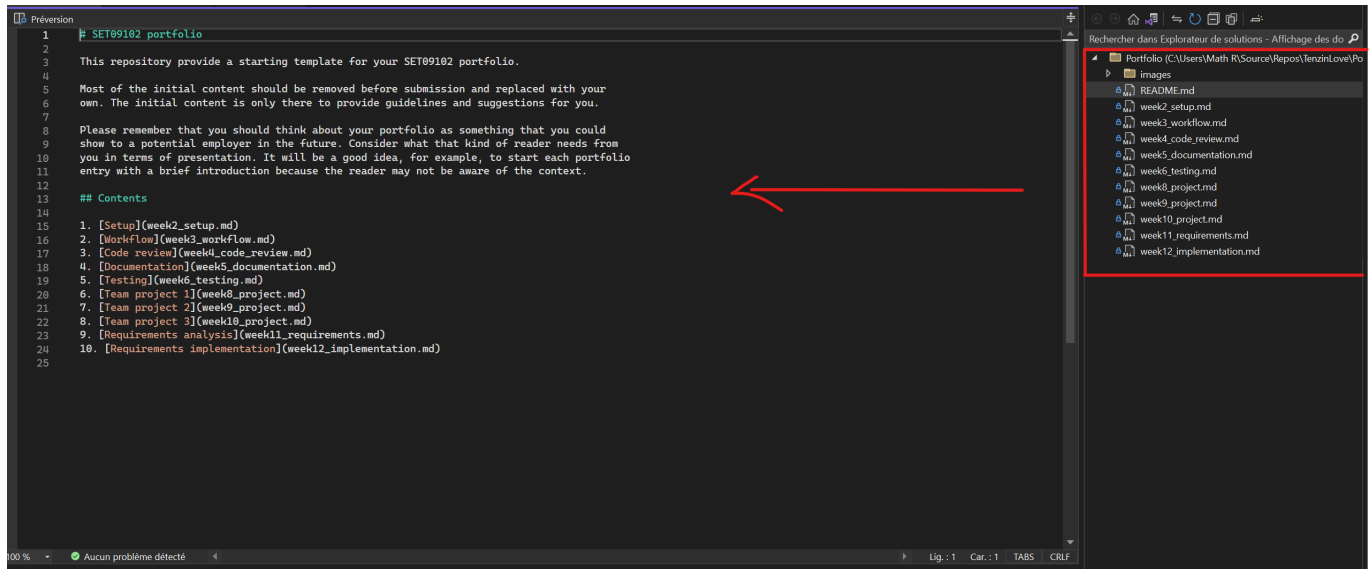 Préversion
1 # SET09102 portfolio
2
3 This repository provide a starting template for your SET09102 portfolio.
4
5 Most of the initial content should be removed before submission and replaced with your
6 own. The initial content is only there to provide guidelines and suggestions for you.
7
8 Please remember that you should think about your portfolio as something that you could
9 show to a potential employer in the future. Consider what that kind of reader needs from
10 you in terms of presentation. It will be a good idea, for example, to start each portfolio
11 entry with a brief introduction because the reader may not be aware of the context.
12
13 ## Contents
14
15 1. [Setup](week2_setup.md)
16 2. [Workflow](week3_workflow.md)
17 3. [Code review](week4_code_review.md)
18 4. [Documentation](week5_documentation.md)
19 5. [Testing](week6_testing.md)
20 6. [Team project 1](week8_project.md)
21 7. [Team project 2](week9_project.md)
22 8. [Team project 3](week10_project.md)
23 9. [Requirements analysis](week11_requirements.md)
24 10. [Requirements implementation](week12_implementation.md)
25
100 %
Aucun problème détecté
Lig. : 1 Car. : 1 TABS CRLF
Rechercher dans Explorateur de solutions - Affichage des do
Portfolio (C:\Users\Math R\Source\Repos\TenzinLove\Po
images
README.md
week2_setup.md
week3_workflow.md
week4_code_review.md
week5_documentation.md
week6_testing.md
week8_project.md
week9_project.md
week10_project.md
week11_requirements.md
week12_implementation.md